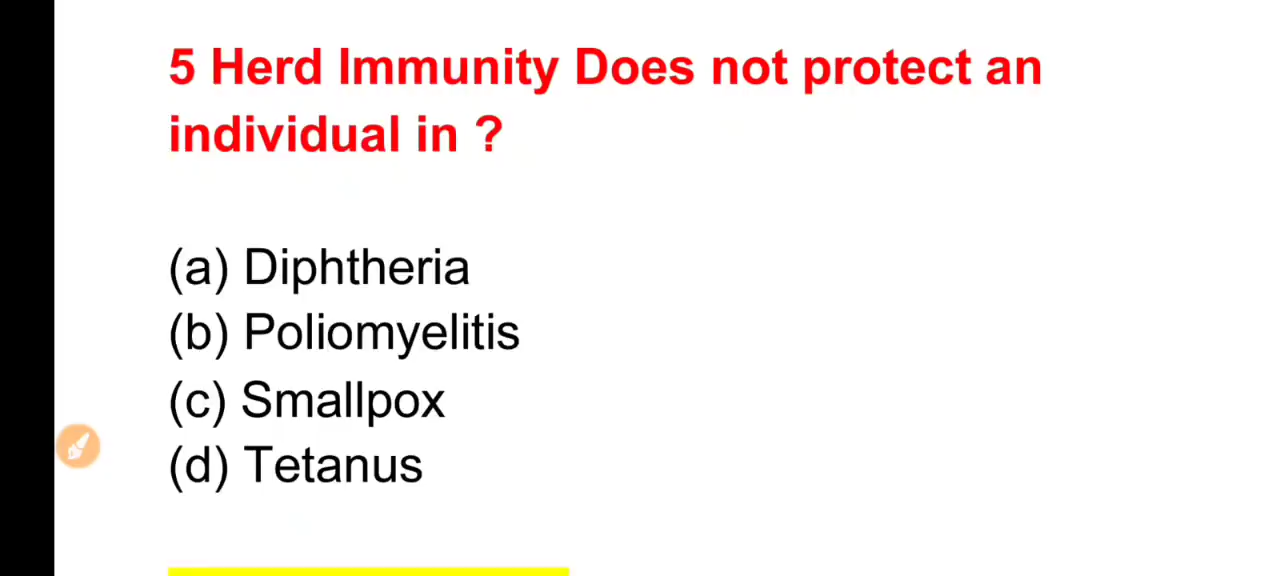 5 Herd Immunity Does not protect an
individual in ?
(a) Diphtheria
(b) Poliomyelitis
(c) Smallpox
(d) Tetanus